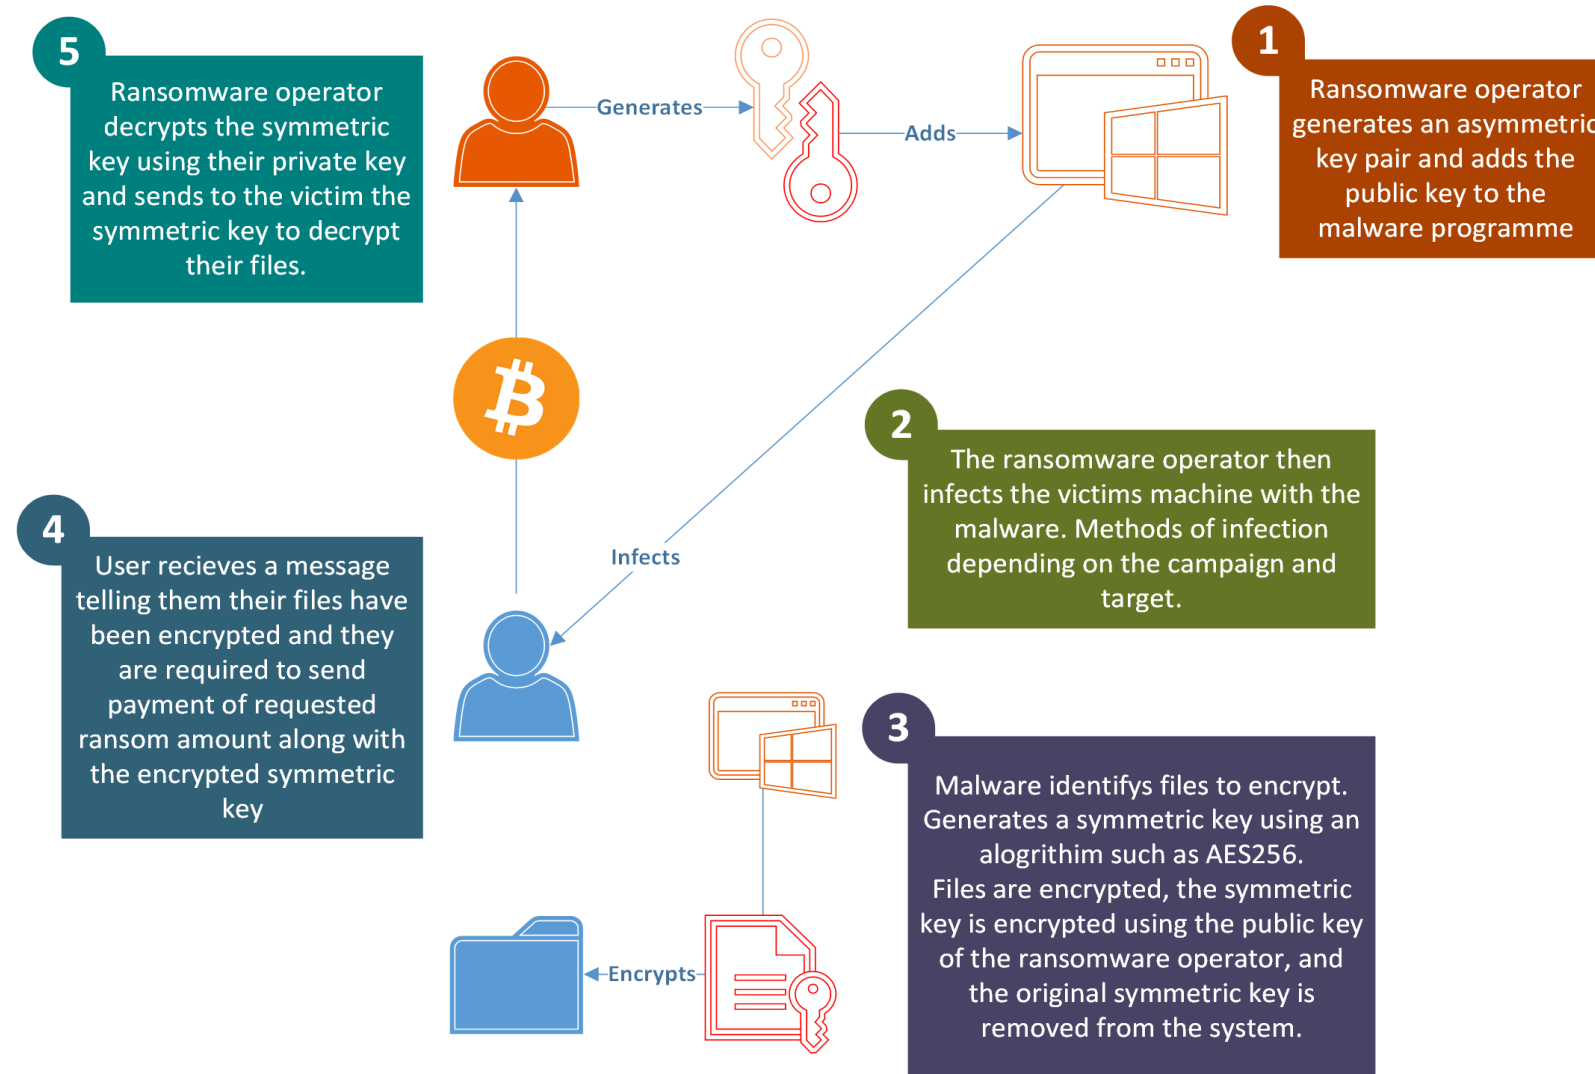 5
Ransomware operator
decrypts the symmetric
key using their private key
and sends to the victim the
symmetric key to decrypt
their files.
Generates
Adds
1
Ransomware operator
generates an asymmetric
key pair and adds the
public key to the
malware programme
2
The ransomware operator then
infects the victims machine with the
malware. Methods of infection
depending on the campaign and
target.
Infects
4
User recieves a message
telling them their files have
been encrypted and they
are required to send
payment of requested
ransom amount along with
the encrypted symmetric
key
3
Malware identifys files to encrypt.
Generates a symmetric key using an
alogrithim such as AES256.
Files are encrypted, the symmetric
key is encrypted using the public key
of the ransomware operator, and
the original symmetric key is
removed from the system.
Encrypts